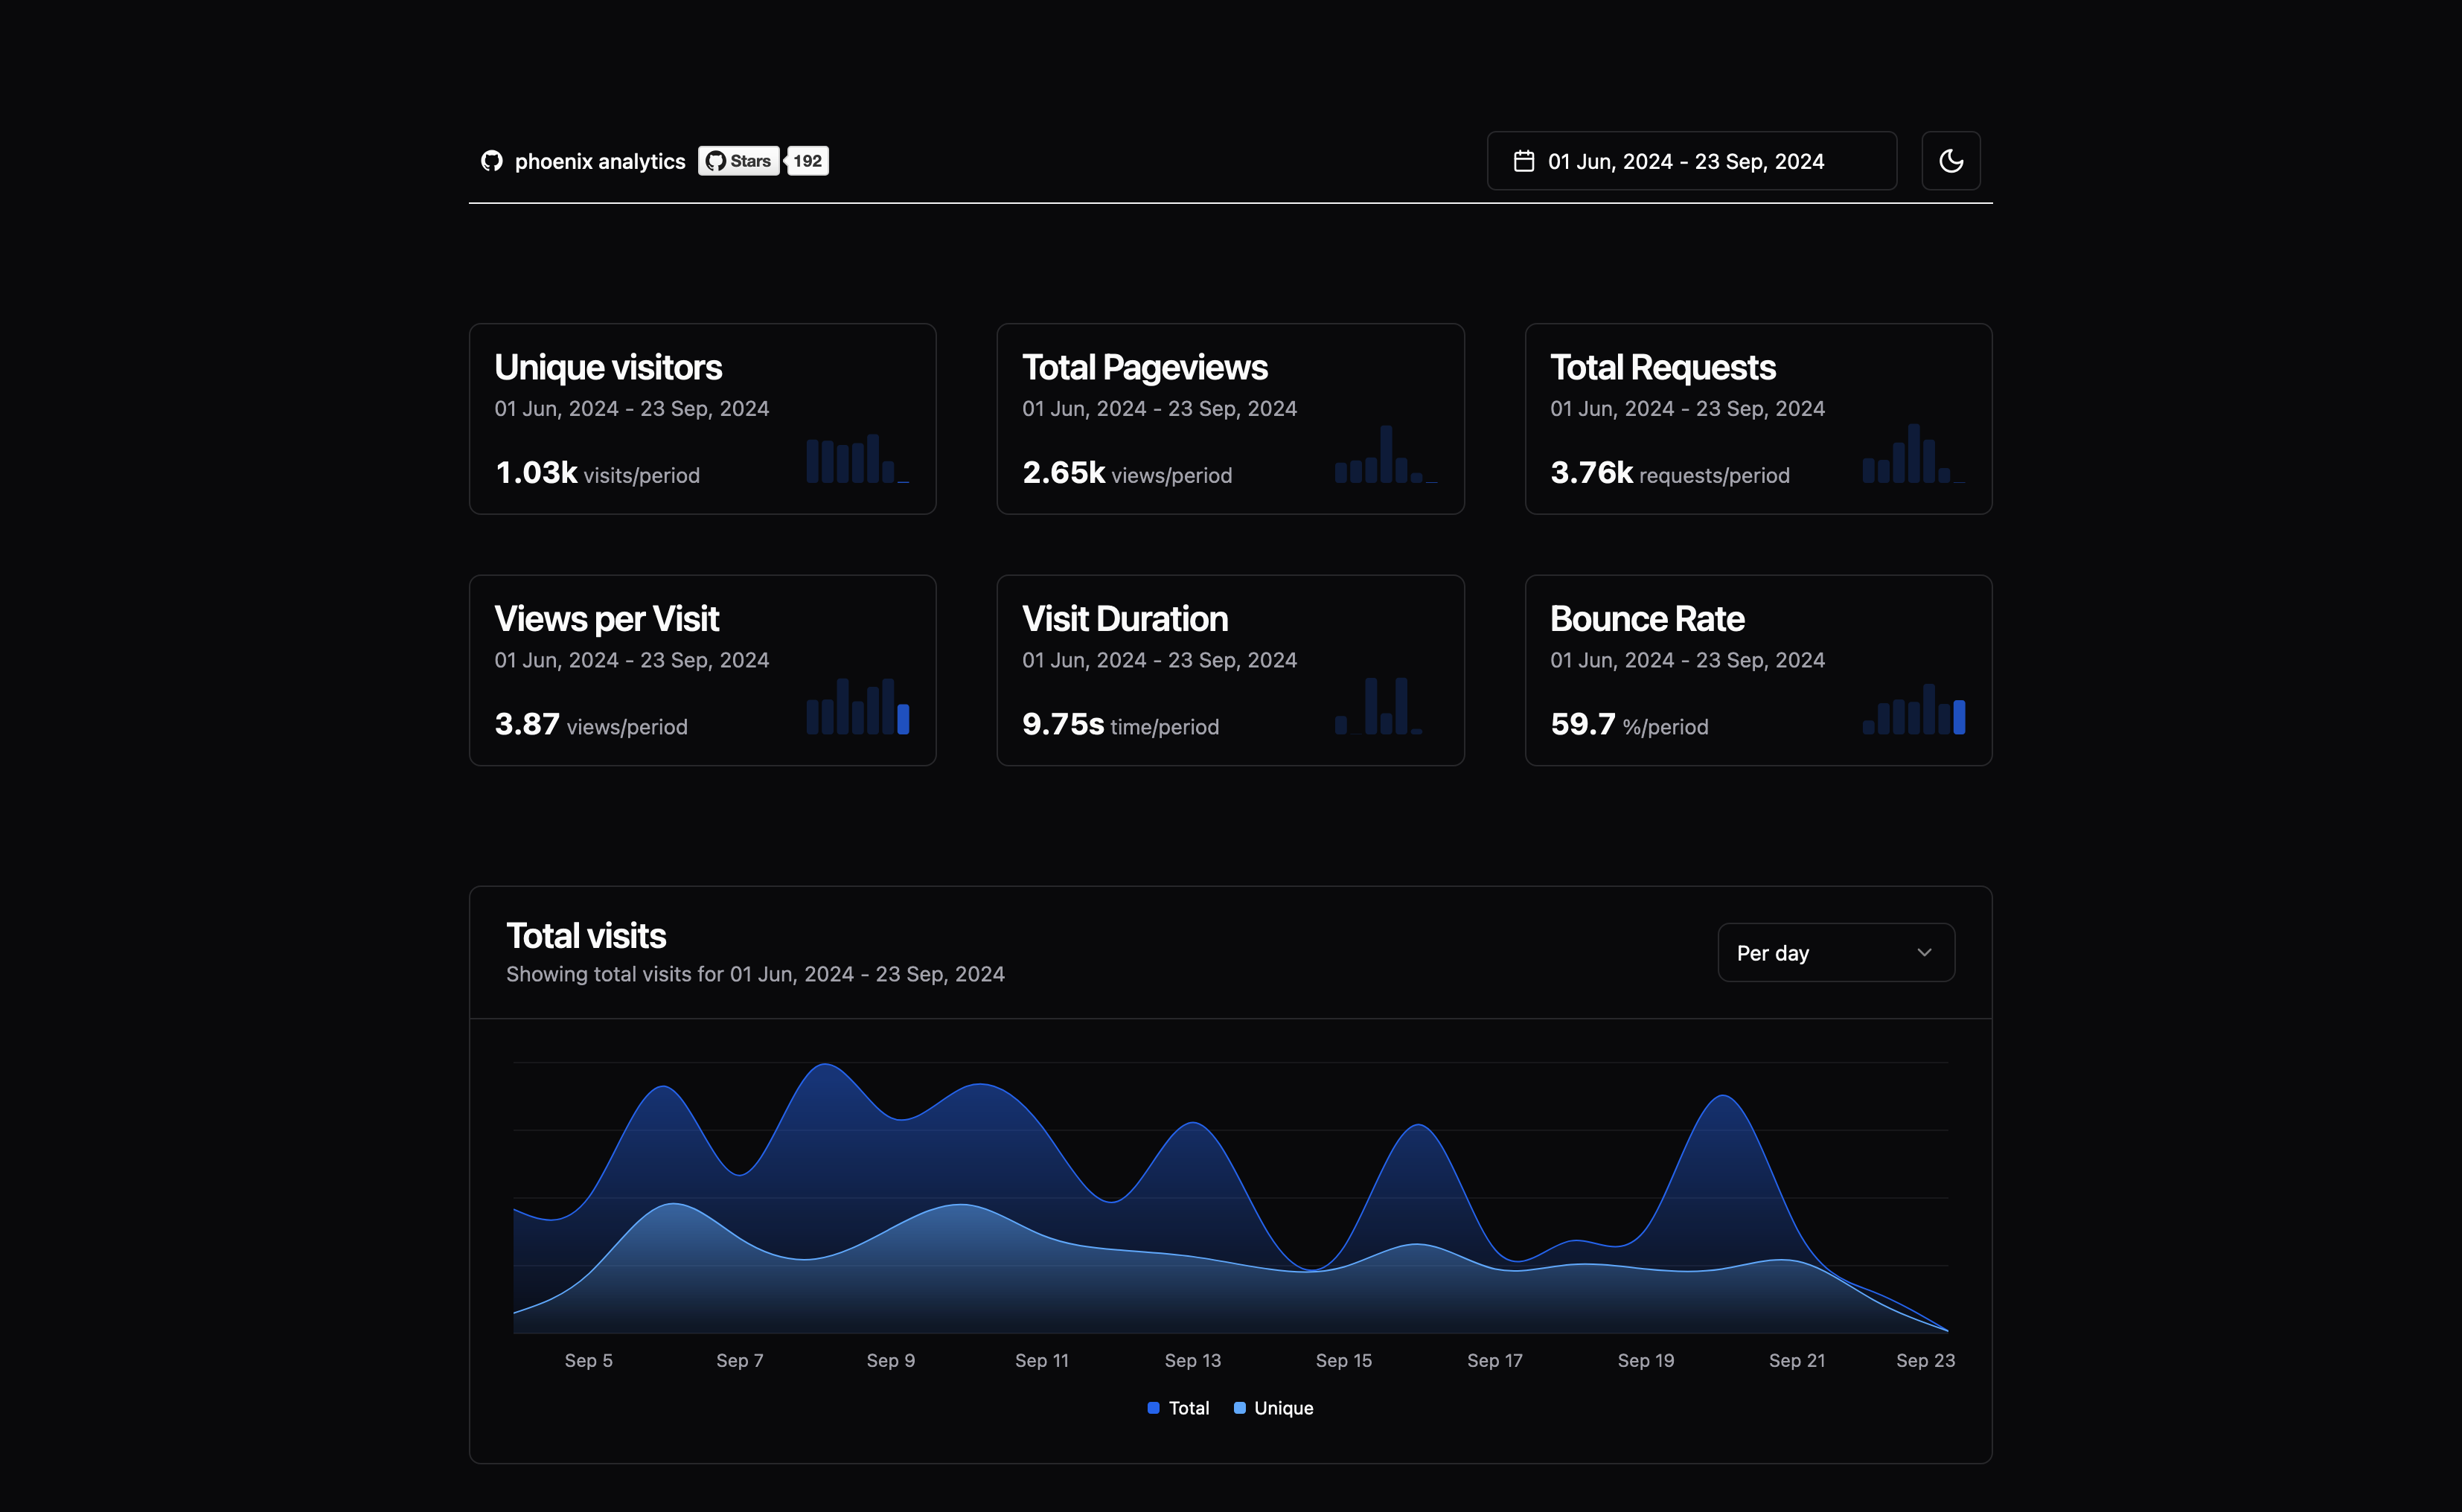 phoenix analytics Stars 192 01 Jun, 2024 - 23 Sep, 2024
Unique visitors
01 Jun, 2024 - 23 Sep, 2024
1.03k visits/period
Total Pageviews
01 Jun, 2024 - 23 Sep, 2024
2.65k views/period
Total Requests
01 Jun, 2024 - 23 Sep, 2024
3.76k requests/period
Views per Visit
01 Jun, 2024 - 23 Sep, 2024
3.87 views/period
Visit Duration
01 Jun, 2024 - 23 Sep, 2024
9.75s time/period
Bounce Rate
01 Jun, 2024 - 23 Sep, 2024
59.7 %/period
Total visits
Showing total visits for 01 Jun, 2024 - 23 Sep, 2024
Per day
Sep 5 Sep 7 Sep 9 Sep 11 Sep 13 Sep 15 Sep 17 Sep 19 Sep 21 Sep 23
Total Unique